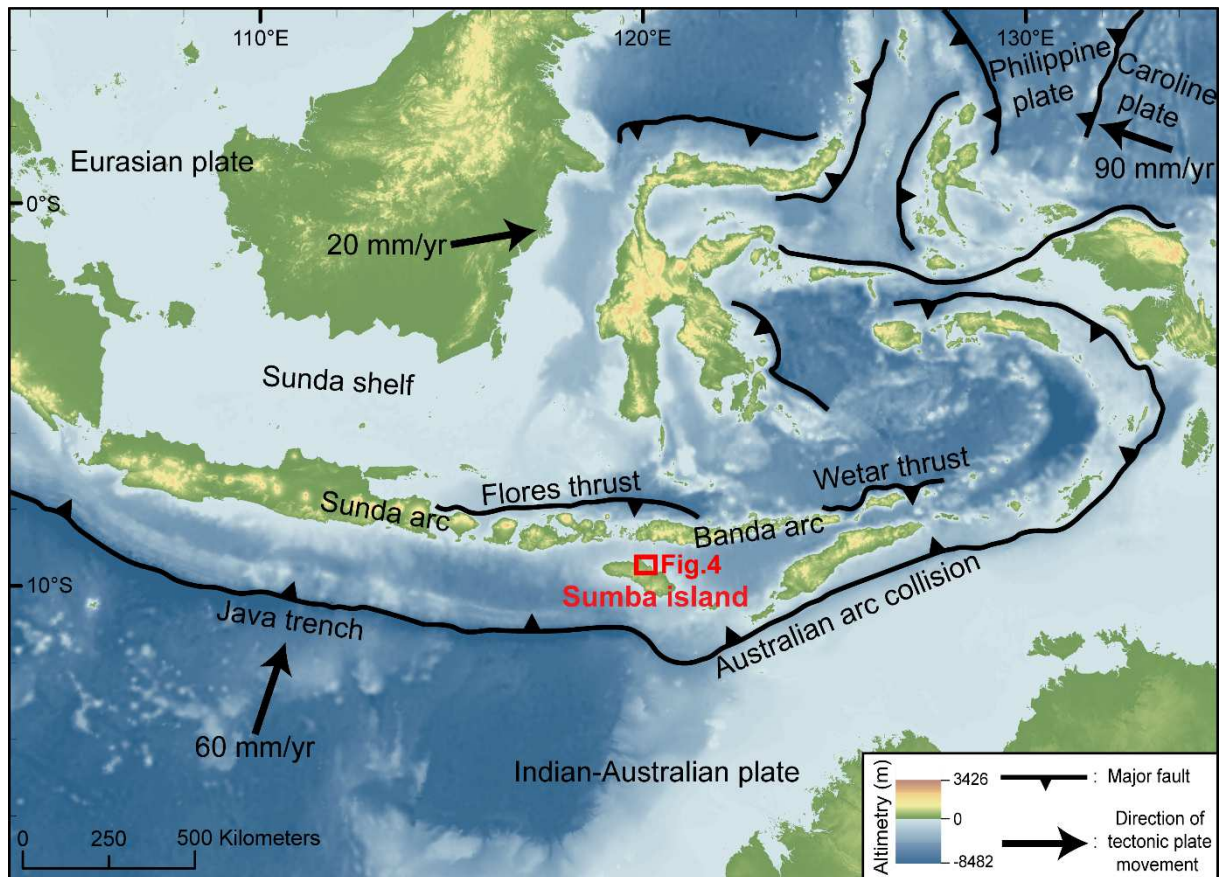 110°E
120°E
130°E
Philippine
plate
Caroline
plate
90 mm/yr
Eurasian plate
0°S
20 mm/yr
Sunda shelf
Flores thrust
Wetar thrust
Sunda arc
Banda arc
Fig.4
10°S
Sumba island
Java trench
Australian arc collision
60 mm/yr
Indian-Australian plate
0 250 500 Kilometers
Altimetry (m)
3426
0
-8482
: Major fault
: Direction of
tectonic plate
movement